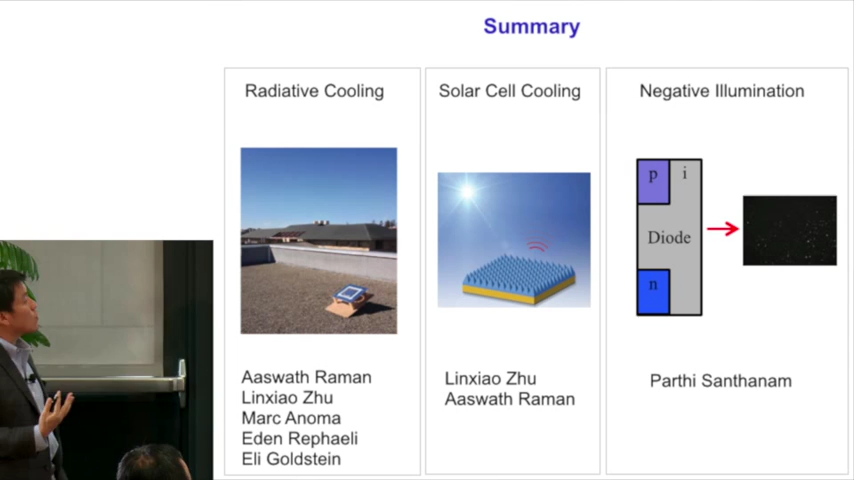 Summary
Radiative Cooling
Aaswath Raman
Linxiao Zhu
Marc Anoma
Eden Rephaeli
Eli Goldstein
Solar Cell Cooling
Linxiao Zhu
Aaswath Raman
Negative Illumination
p i
Diode
n
Parthi Santhanam